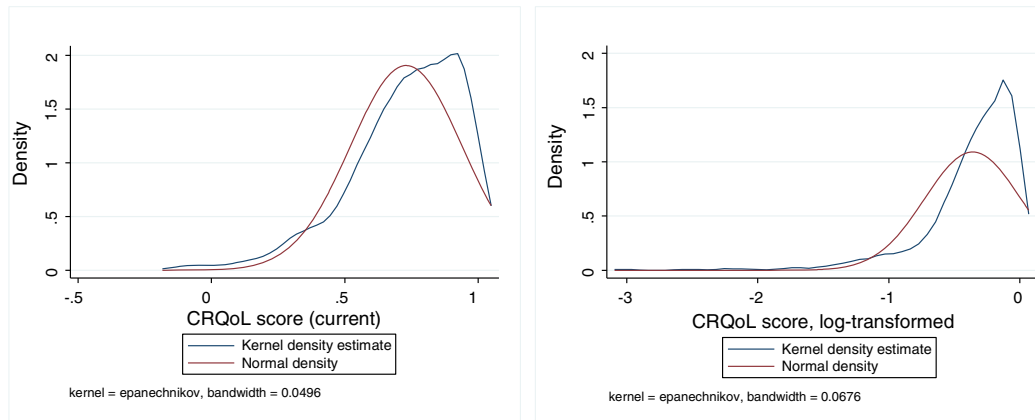 Density
2
1.5
1
.5
0
-.5
0
.5
1
CRQoL score (current)
Kernel density estimate
Normal density
kernel = epanechnikov, bandwidth = 0.0496
Density
2
1.5
1
.5
0
-3
-2
-1
0
CRQoL score, log-transformed
Kernel density estimate
Normal density
kernel = epanechnikov, bandwidth = 0.0676